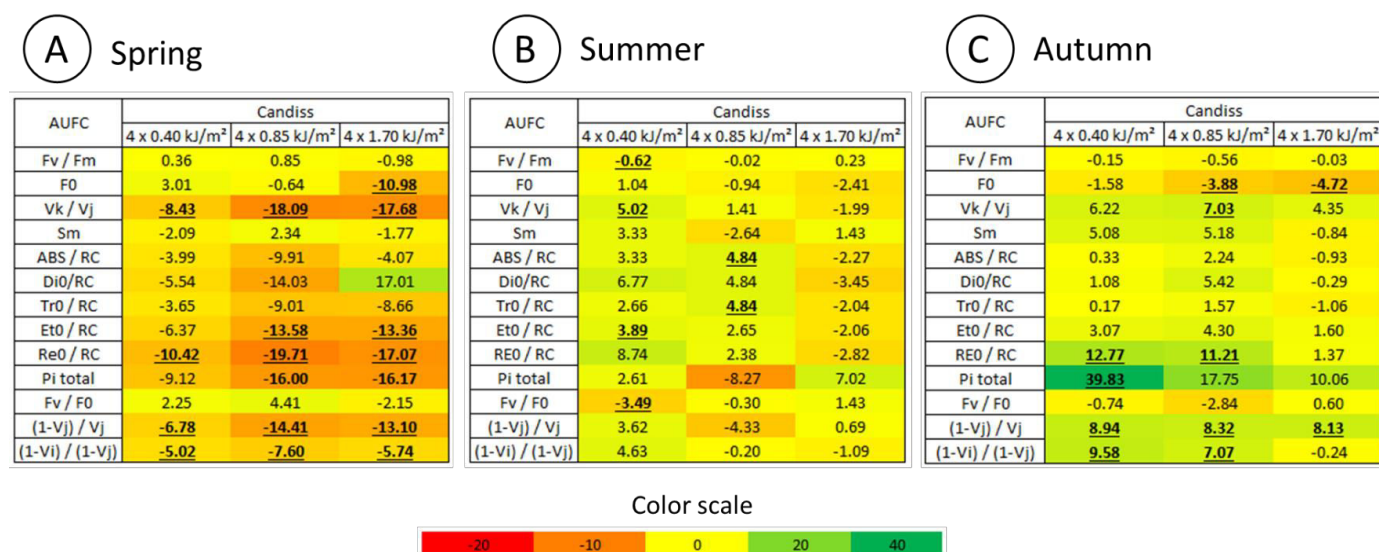 A Spring
AUFC Candiss
4 x 0.40 kJ/m² 4 x 0.85 kJ/m² 4 x 1.70 kJ/m²
Fv / Fm 0.36 0.85 -0.98
F0 3.01 -0.64 -10.98
Vk / Vj -8.43 -18.09 -17.68
Sm -2.09 2.34 -1.77
ABS / RC -3.99 -9.91 -4.07
Di0/RC -5.54 -14.03 17.01
Tr0 / RC -3.65 -9.01 -8.66
Et0 / RC -6.37 -13.58 -13.36
Re0 / RC -10.42 -19.71 -17.07
Pi total -9.12 -16.00 -16.17
Fv / F0 2.25 4.41 -2.15
(1-Vj) / Vj -6.78 -14.41 -13.10
(1-Vi) / (1-Vj) -5.02 -7.60 -5.74
B Summer
AUFC Candiss
4 x 0.40 kJ/m² 4 x 0.85 kJ/m² 4 x 1.70 kJ/m²
Fv / Fm -0.62 -0.02 0.23
F0 1.04 -0.94 -2.41
Vk / Vj 5.02 1.41 -1.99
Sm 3.33 -2.64 1.43
ABS / RC 3.33 4.84 -2.27
Di0/RC 6.77 4.84 -3.45
Tr0 / RC 2.66 4.84 -2.04
Et0 / RC 3.89 2.65 -2.06
RE0 / RC 8.74 2.38 -2.82
Pi total 2.61 -8.27 7.02
Fv / F0 -3.49 -0.30 1.43
(1-Vj) / Vj 3.62 -4.33 0.69
(1-Vi) / (1-Vj) 4.63 -0.20 -1.09
C Autumn
AUFC Candiss
4 x 0.40 kJ/m² 4 x 0.85 kJ/m² 4 x 1.70 kJ/m²
Fv / Fm -0.15 -0.56 -0.03
F0 -1.58 -3.88 -4.72
Vk / Vj 6.22 7.03 4.35
Sm 5.08 5.18 -0.84
ABS / RC 0.33 2.24 -0.93
Di0/RC 1.08 5.42 -0.29
Tr0 / RC 0.17 1.57 -1.06
Et0 / RC 3.07 4.30 1.60
RE0 / RC 12.77 11.21 1.37
Pi total 39.83 17.75 10.06
Fv / F0 -0.74 -2.84 0.60
(1-Vj) / Vj 8.94 8.32 8.13
(1-Vi) / (1-Vj) 9.58 7.07 -0.24
Color scale
-20 -10 0 20 40